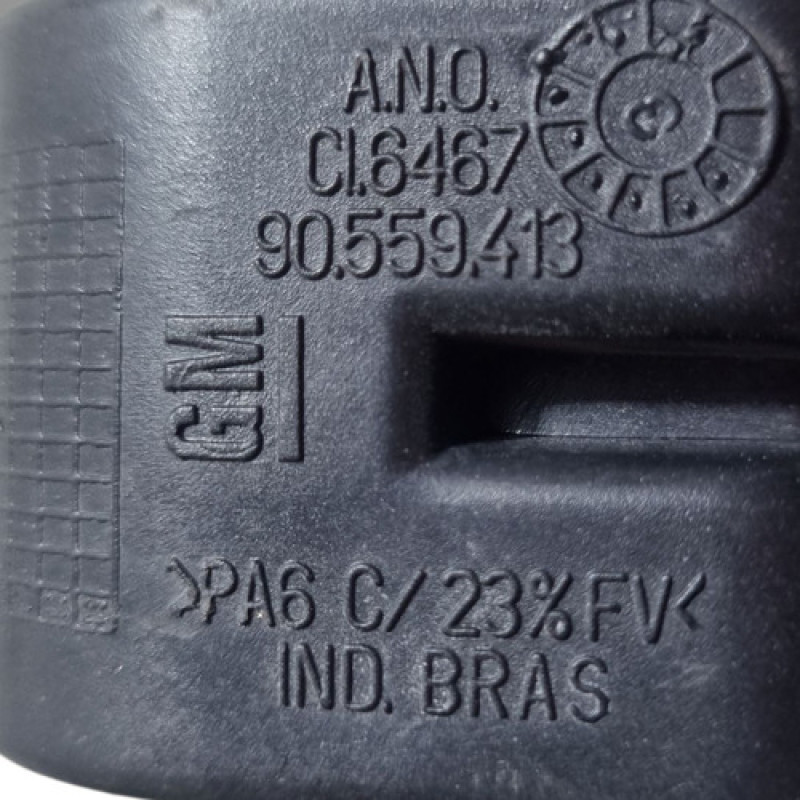 A.N.O.
CI.6467
90.559.413
GM
>PA6 C/23%FV<
IND. BRAS